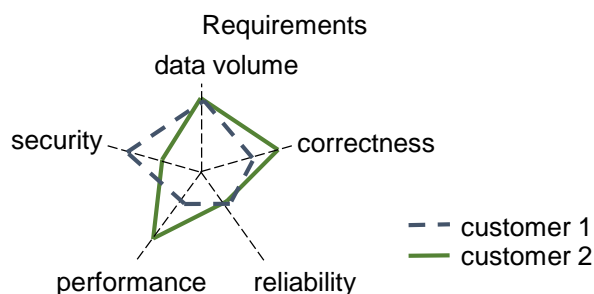 Requirements
data volume
security
correctness
performance
reliability
customer 1
customer 2